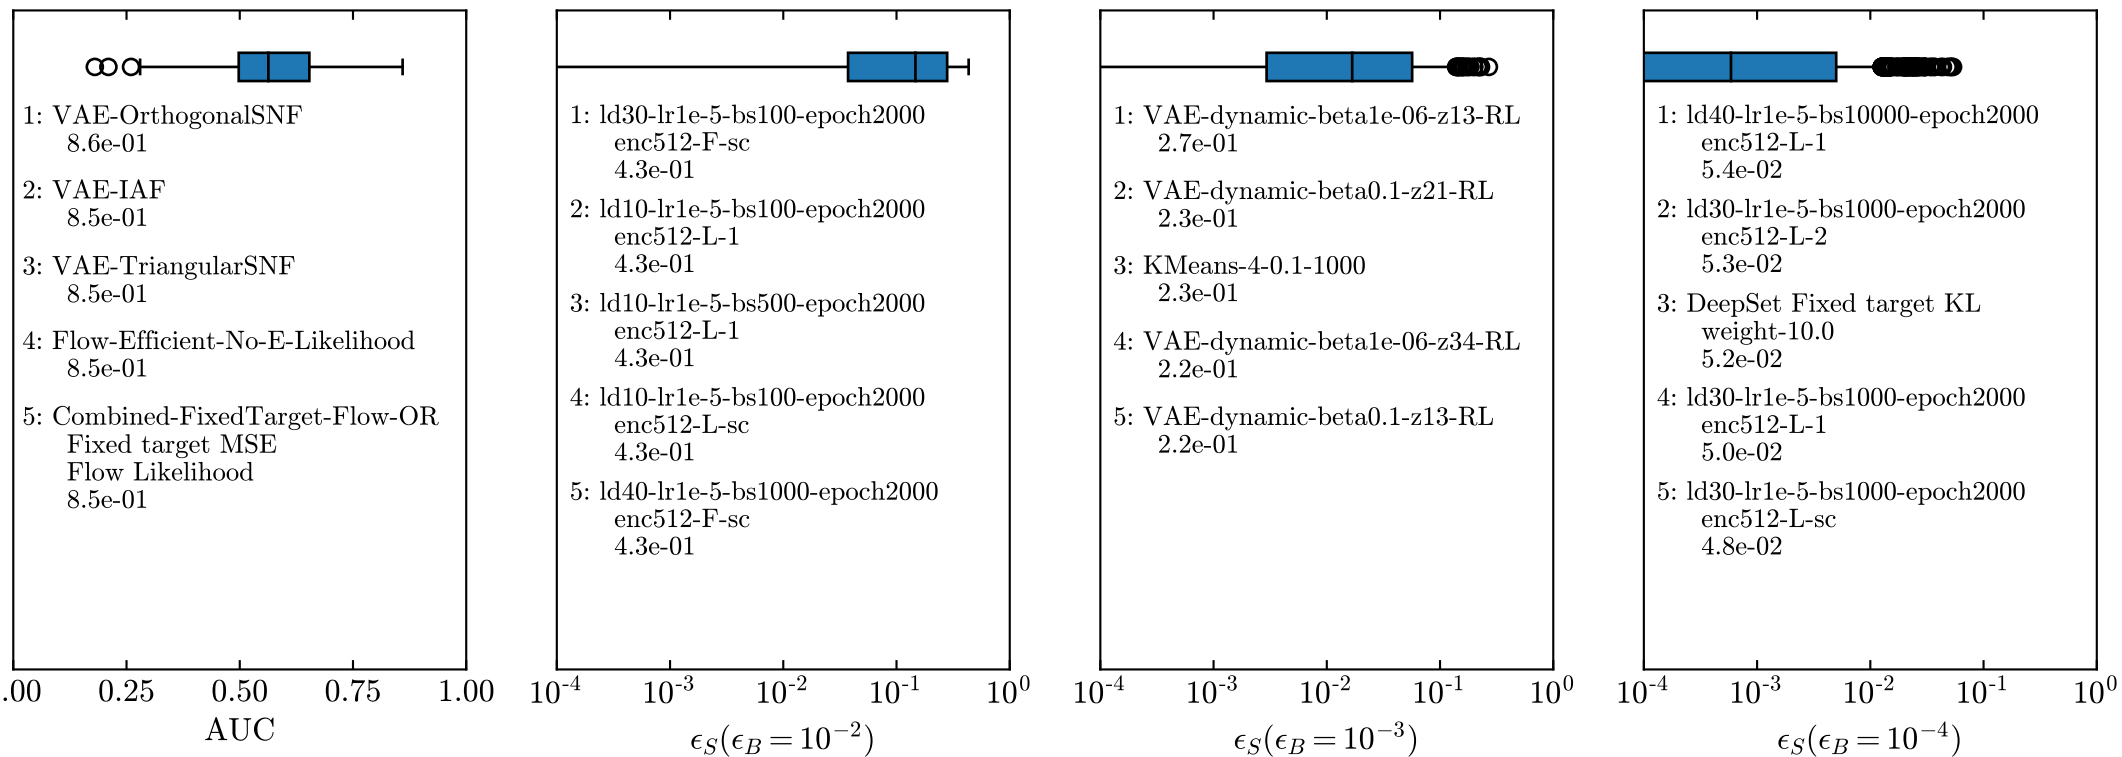 1: VAE-OrthogonalSNF
8.6e-01
2: VAE-IAF
8.5e-01
3: VAE-TriangularSNF
8.5e-01
4: Flow-Efficient-No-E-Likelihood
8.5e-01
5: Combined-FixedTarget-Flow-OR
Fixed target MSE
Flow Likelihood
8.5e-01
.00 0.25 0.50 0.75 1.00
AUC
1: ld30-lr1e-5-bs100-epoch2000
enc512-F-sc
4.3e-01
2: ld10-lr1e-5-bs100-epoch2000
enc512-L-1
4.3e-01
3: ld10-lr1e-5-bs500-epoch2000
enc512-L-1
4.3e-01
4: ld10-lr1e-5-bs100-epoch2000
enc512-L-sc
4.3e-01
5: ld40-lr1e-5-bs1000-epoch2000
enc512-F-sc
4.3e-01
10⁻⁴ 10⁻³ 10⁻² 10⁻¹ 10⁰
ϵ_S(ϵ_B = 10⁻²)
1: VAE-dynamic-beta1e-06-z13-RL
2.7e-01
2: VAE-dynamic-beta0.1-z21-RL
2.3e-01
3: KMeans-4-0.1-1000
2.3e-01
4: VAE-dynamic-beta1e-06-z34-RL
2.2e-01
5: VAE-dynamic-beta0.1-z13-RL
2.2e-01
10⁻⁴ 10⁻³ 10⁻² 10⁻¹ 10⁰
ϵ_S(ϵ_B = 10⁻³)
1: ld40-lr1e-5-bs10000-epoch2000
enc512-L-1
5.4e-02
2: ld30-lr1e-5-bs1000-epoch2000
enc512-L-2
5.3e-02
3: DeepSet Fixed target KL
weight-10.0
5.2e-02
4: ld30-lr1e-5-bs1000-epoch2000
enc512-L-1
5.0e-02
5: ld30-lr1e-5-bs1000-epoch2000
enc512-L-sc
4.8e-02
10⁻⁴ 10⁻³ 10⁻² 10⁻¹ 10⁰
ϵ_S(ϵ_B = 10⁻⁴)